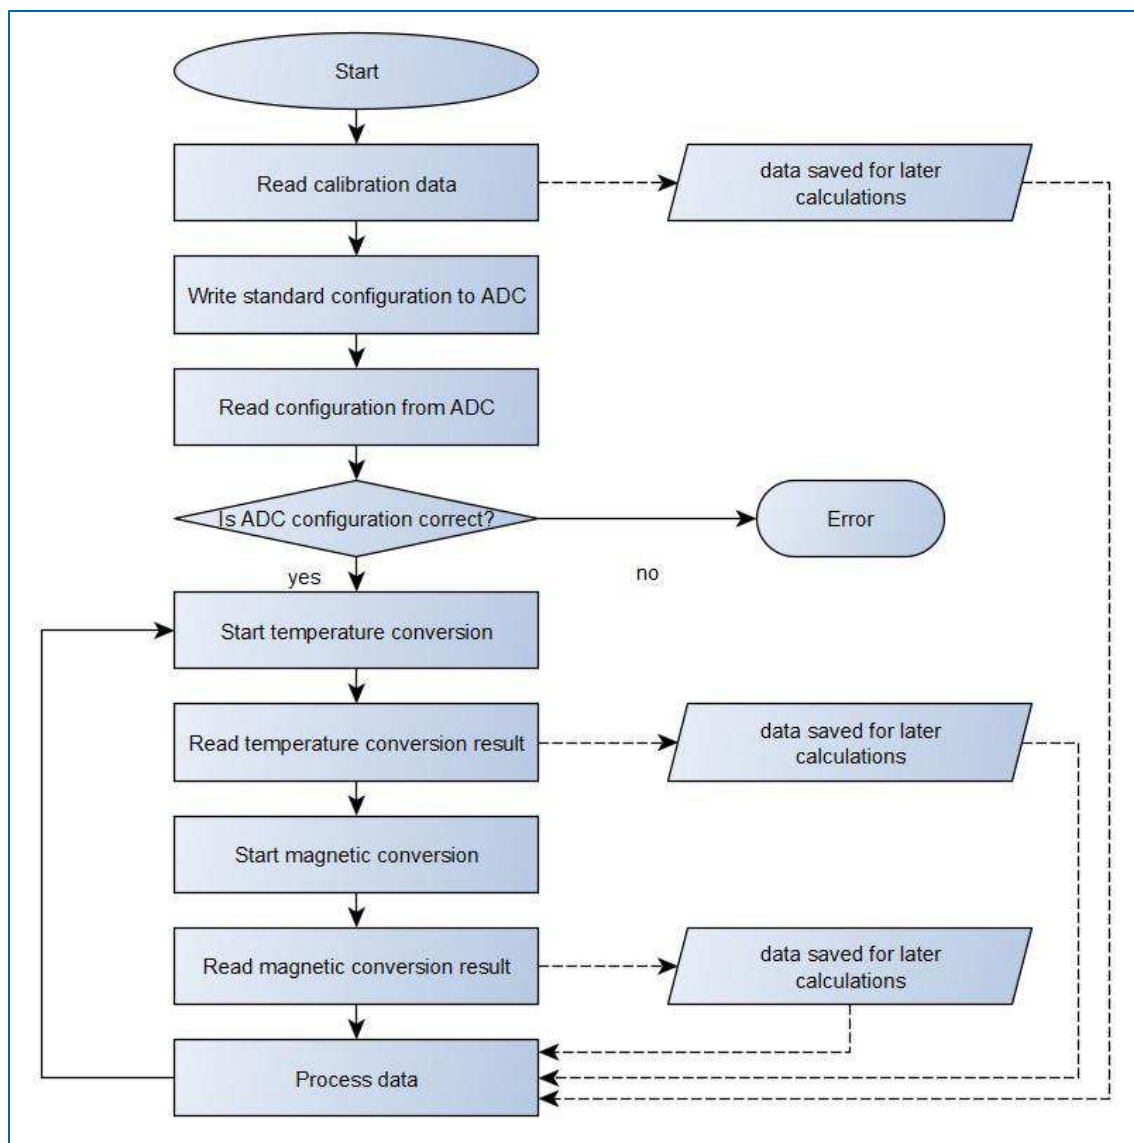 Start
Read calibration data
data saved for later
calculations
Write standard configuration to ADC
Read configuration from ADC
Is ADC configuration correct?
Error
yes
no
Start temperature conversion
Read temperature conversion result
data saved for later
calculations
Start magnetic conversion
Read magnetic conversion result
data saved for later
calculations
Process data